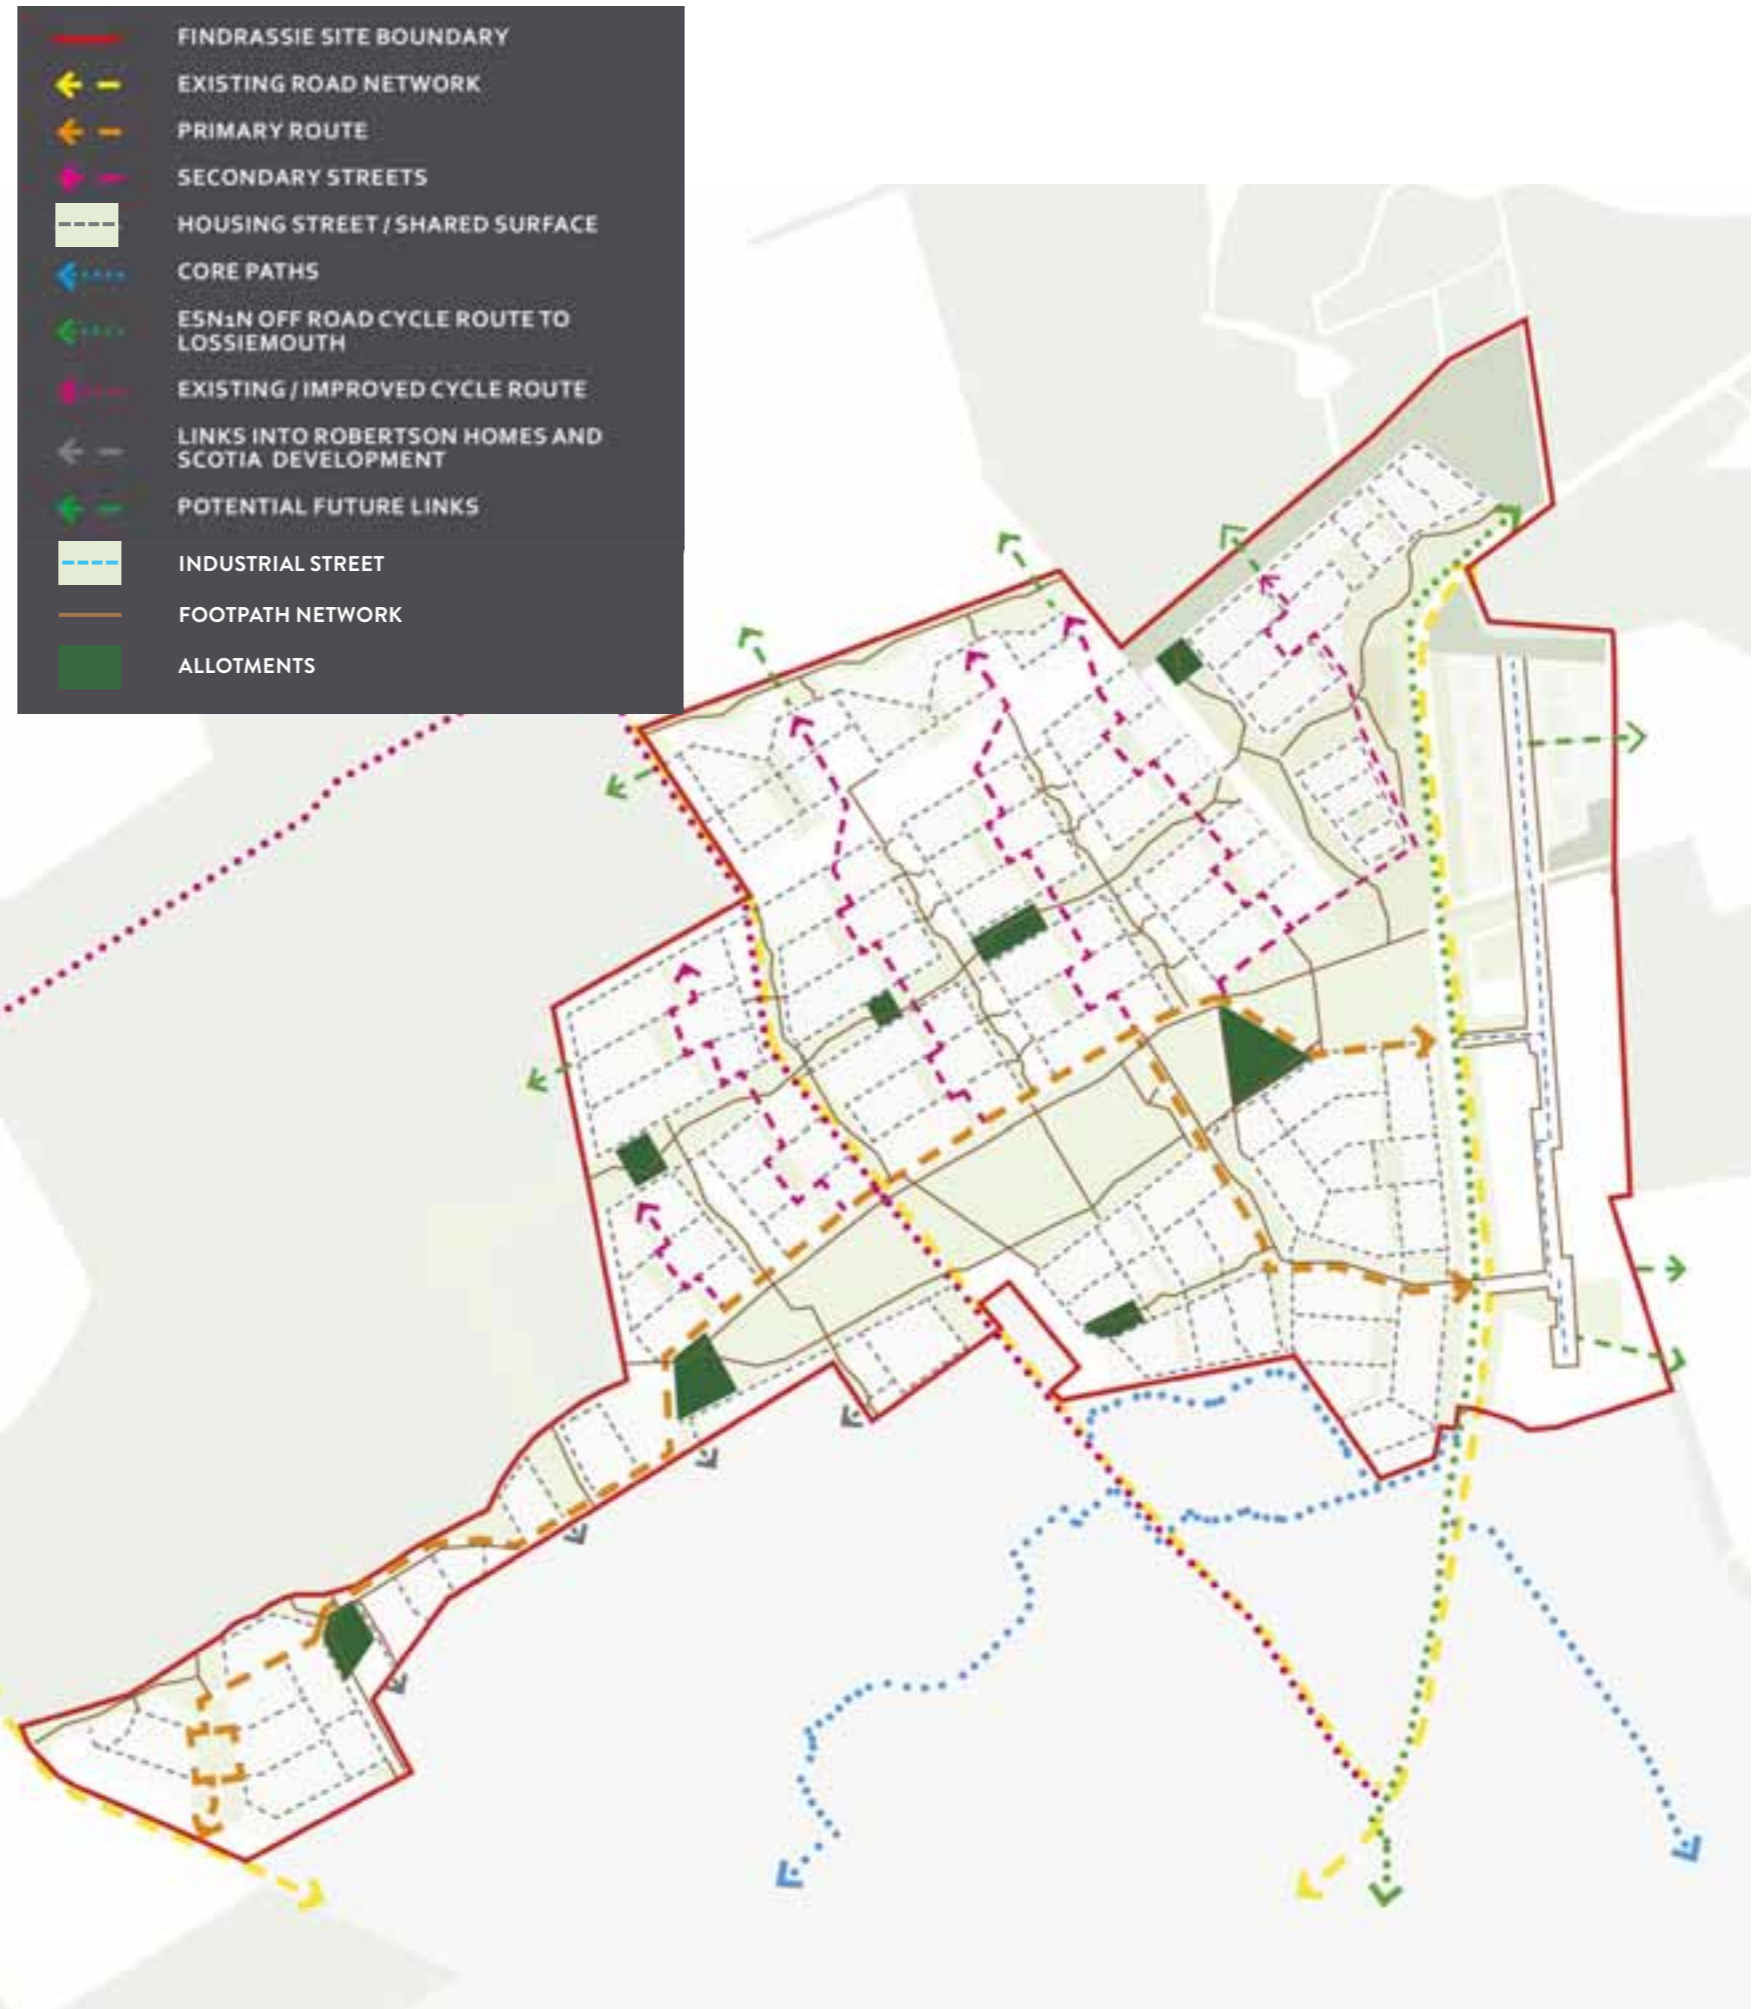 FINDRASSIE SITE BOUNDARY
EXISTING ROAD NETWORK
PRIMARY ROUTE
SECONDARY STREETS
HOUSING STREET / SHARED SURFACE
CORE PATHS
ESN1N OFF ROAD CYCLE ROUTE TO
LOSSIEMOUTH
EXISTING / IMPROVED CYCLE ROUTE
LINKS INTO ROBERTSON HOMES AND
SCOTIA DEVELOPMENT
POTENTIAL FUTURE LINKS
INDUSTRIAL STREET
FOOTPATH NETWORK
ALLOTMENTS